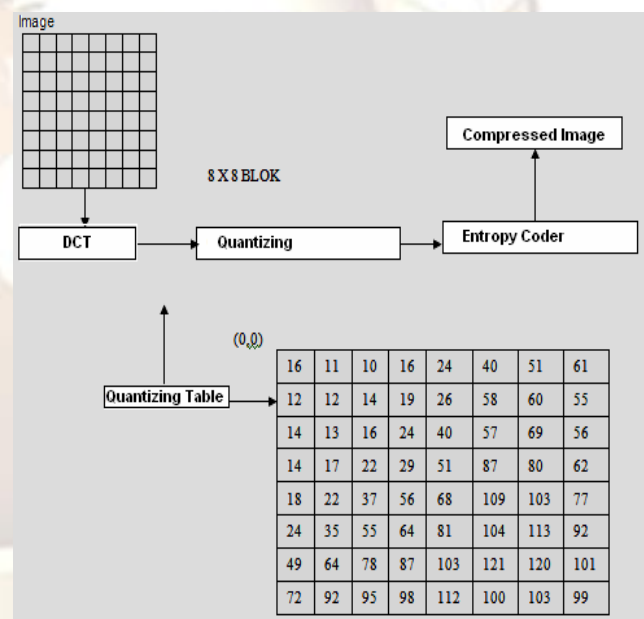 Image
Compressed Image
8 X 8 BLOK
DCT
Quantizing
Entropy Coder
(0,0)
Quantizing Table
16 11 10 16 24 40 51 61
12 12 14 19 26 58 60 55
14 13 16 24 40 57 69 56
14 17 22 29 51 87 80 62
18 22 37 56 68 109 103 77
24 35 55 64 81 104 113 92
49 64 78 87 103 121 120 101
72 92 95 98 112 100 103 99